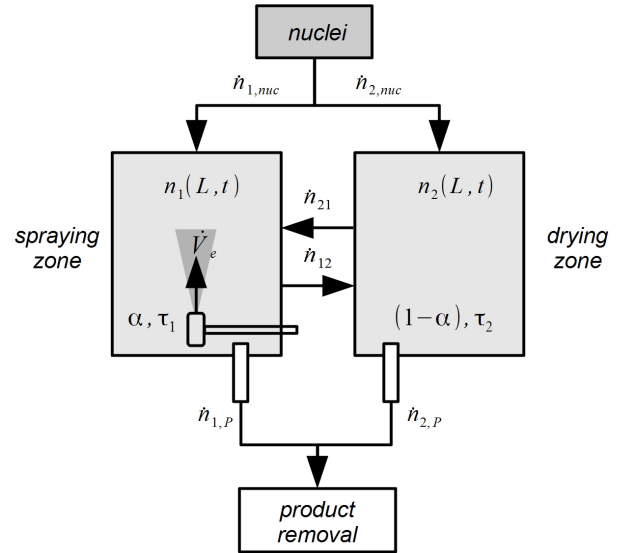 nuclei
ṅ1,nuc ṅ2,nuc
n1(L,t) n2(L,t)
ṅ21
spraying
zone
V̇e
drying
zone
ṅ12
α,τ1 (1−α),τ2
ṅ1,P ṅ2,P
product
removal